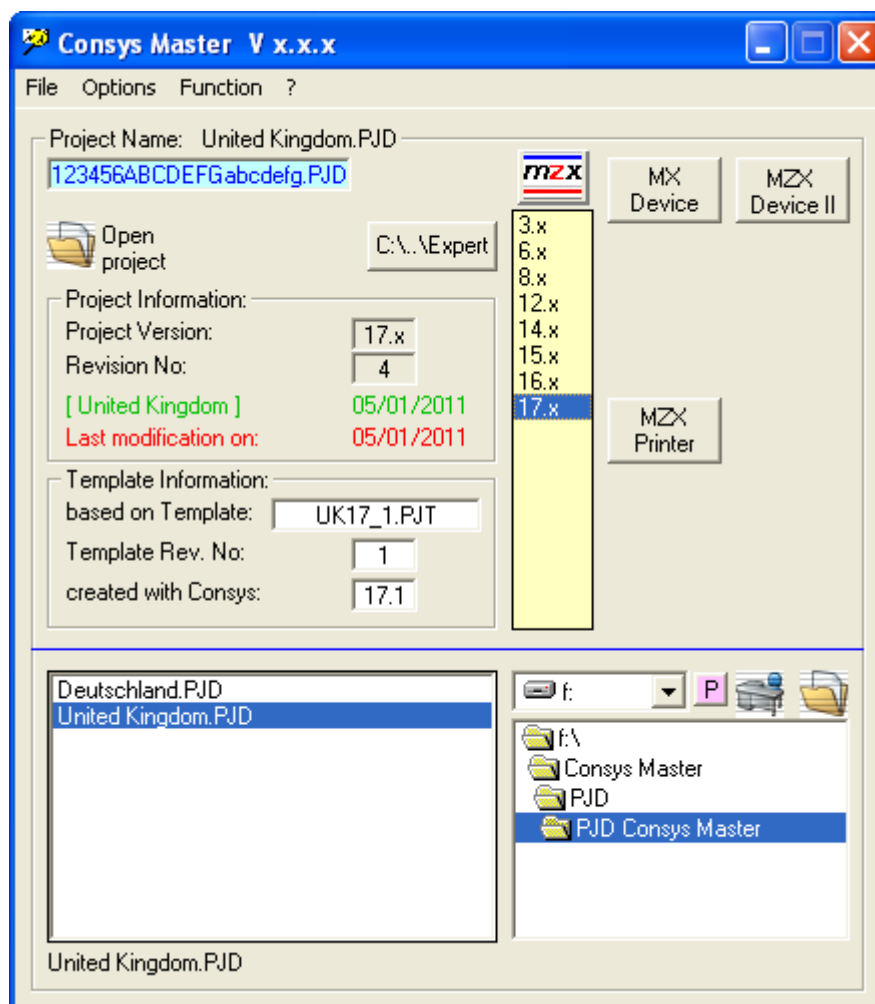 Consys Master V x.x.x
File Options Function ?
Project Name: United Kingdom.PJD
123456ABCDEFGabcdefg.PJD
mzx
MX
Device
MZX
Device II
Open
project
C:\..\Expert
3.x
6.x
8.x
12.x
14.x
15.x
16.x
17.x
Project Information:
Project Version: 17.x
Revision No: 4
[ United Kingdom ] 05/01/2011
Last modification on: 05/01/2011
MZX
Printer
Template Information:
based on Template: UK17_1.PJT
Template Rev. No: 1
created with Consys: 17.1
Deutschland.PJD
United Kingdom.PJD
f: P
f:\
Consys Master
PJD
PJD Consys Master
United Kingdom.PJD